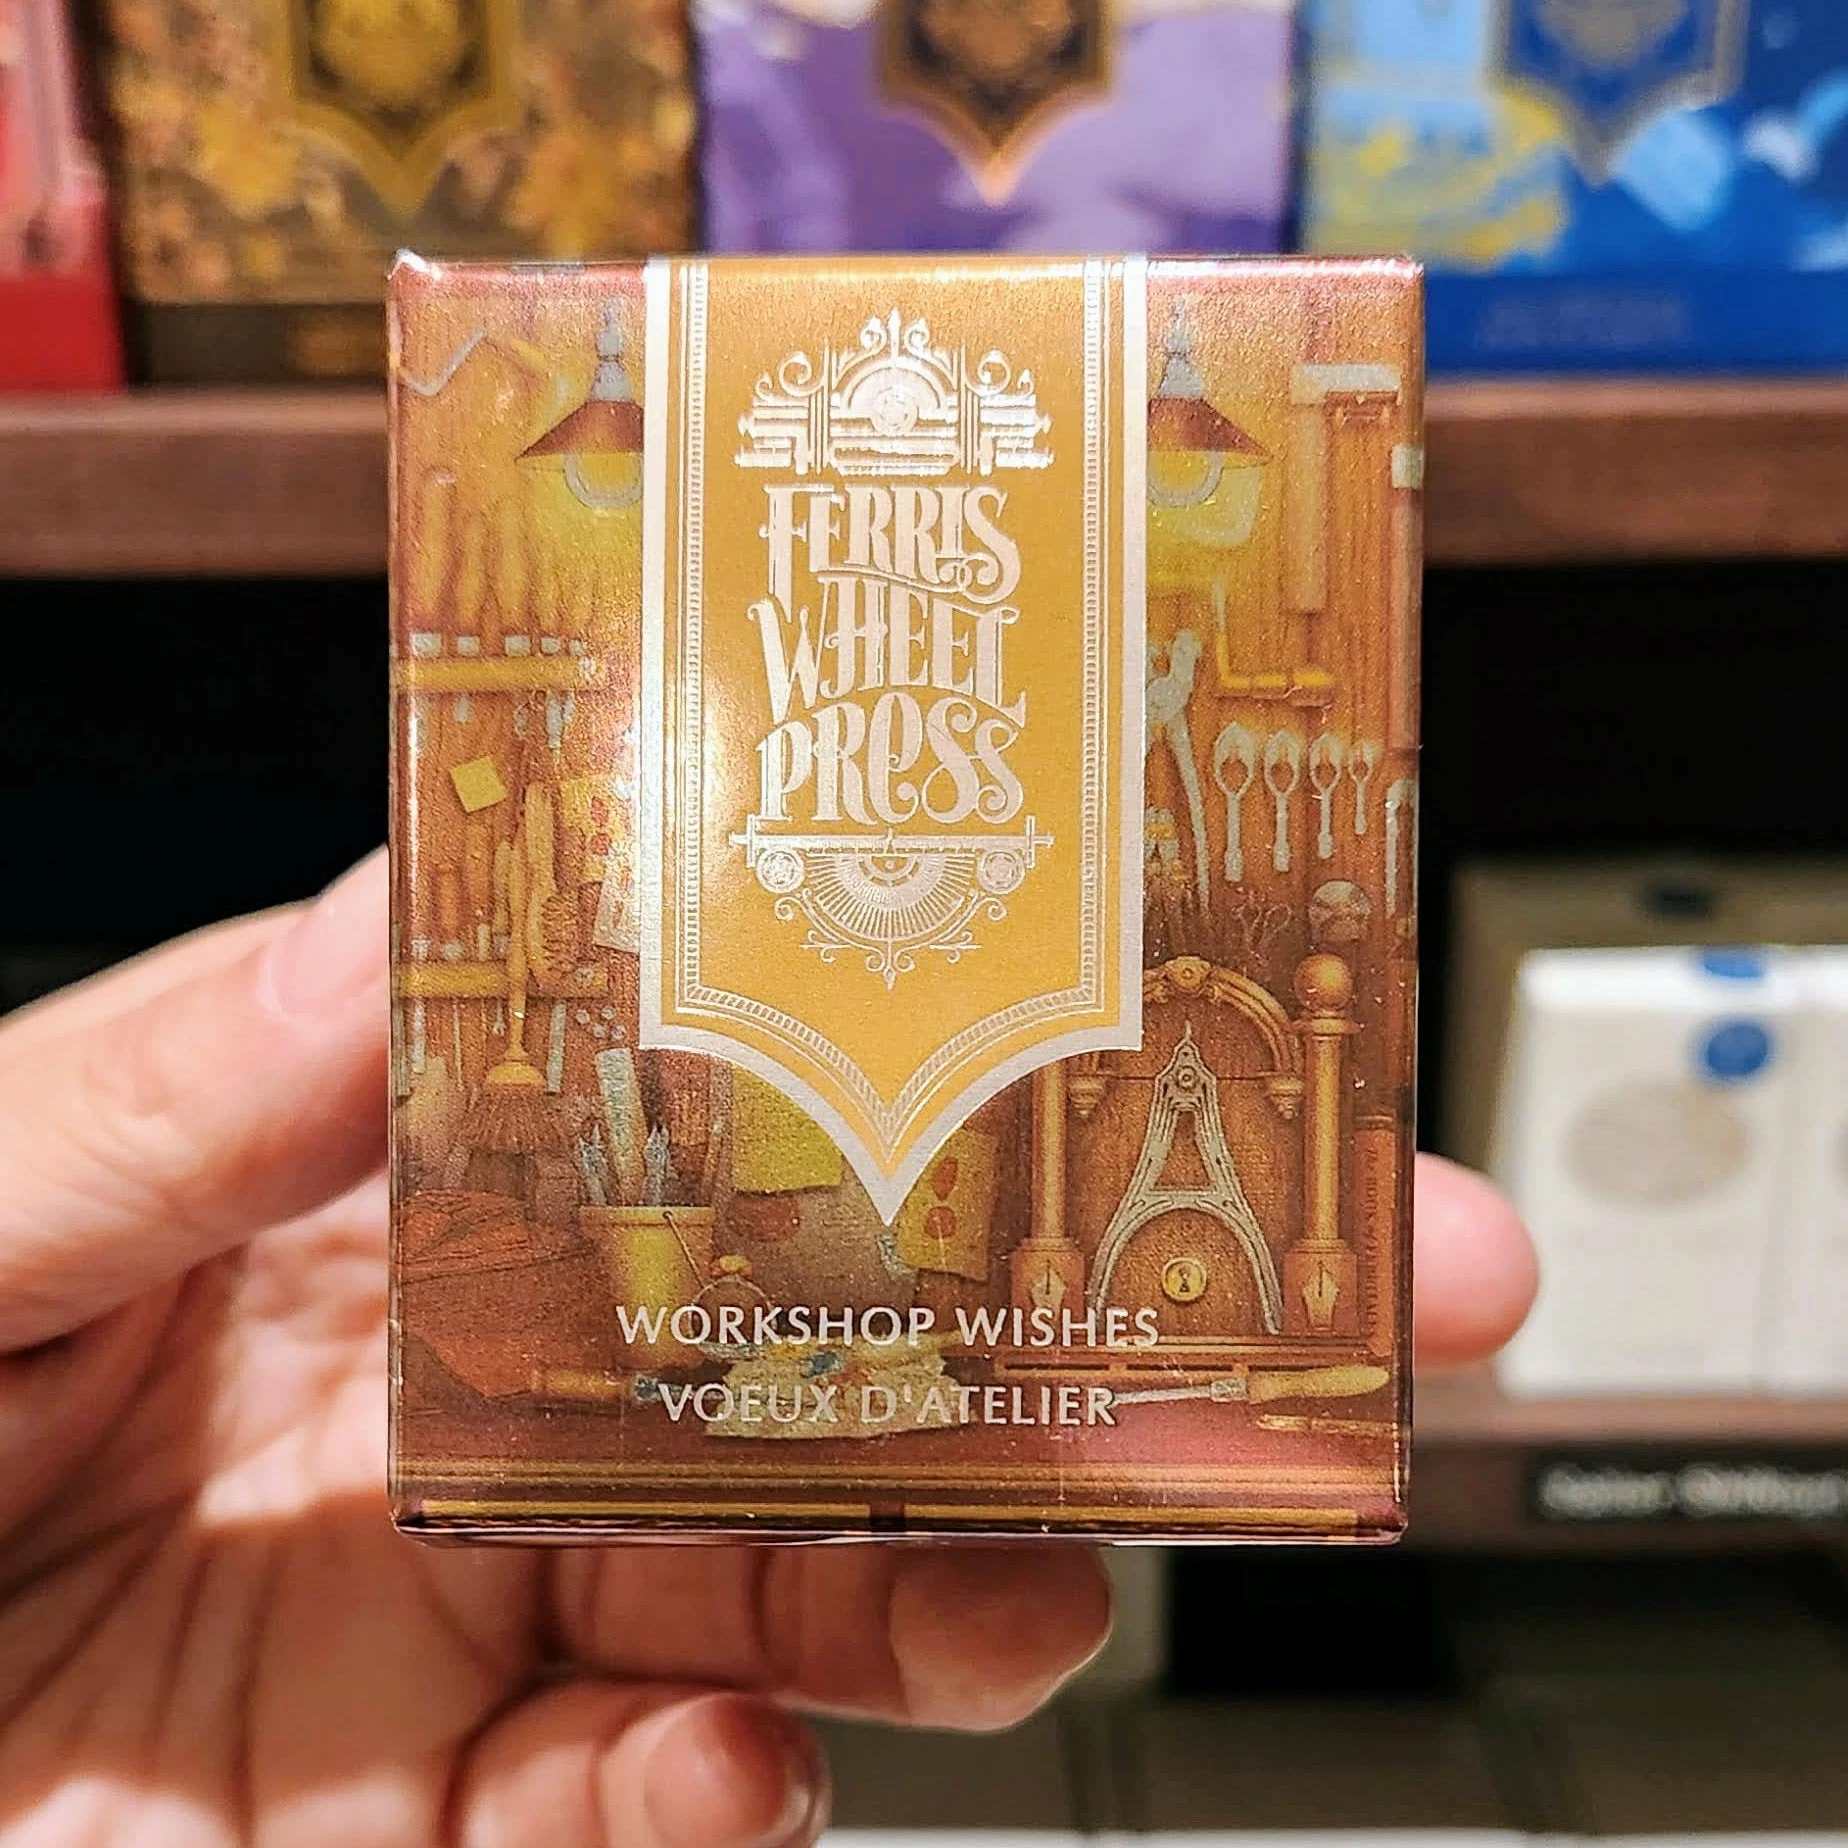 FERRIS
WHEEL
PRESS
WORKSHOP WISHES
VOEUX D'ATELIER